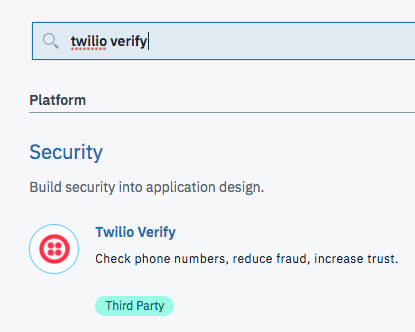 twilio verify
Platform
Security
Build security into application design.
Twilio Verify
Check phone numbers, reduce fraud, increase trust.
Third Party